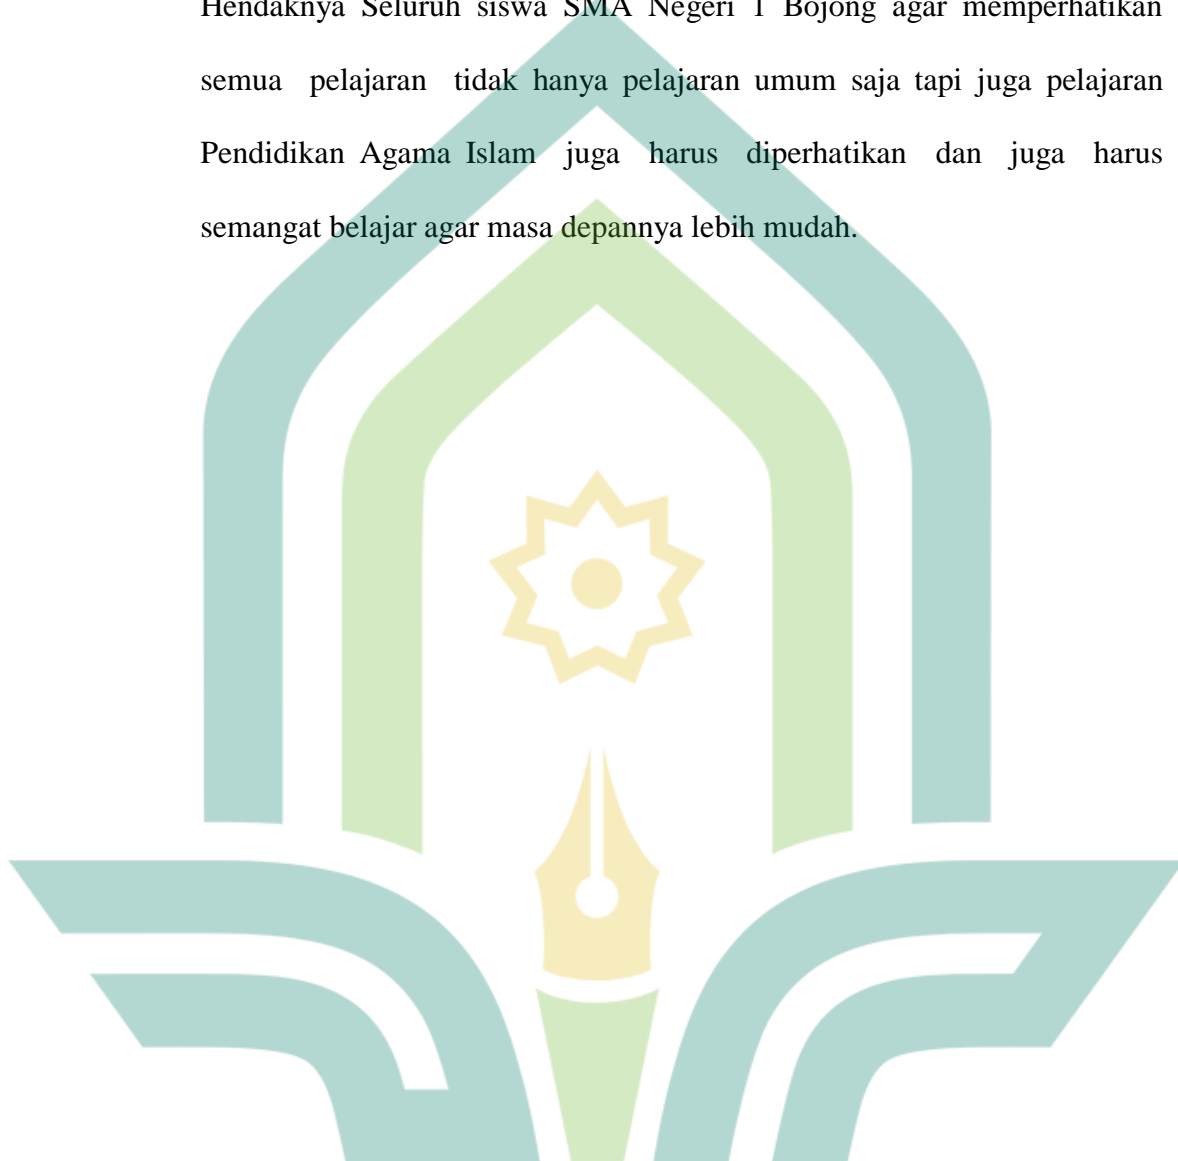 Hendaknya Seluruh siswa SMA Negeri 1 Bojong agar memperhatikan
semua pelajaran tidak hanya pelajaran umum saja tapi juga pelajaran
Pendidikan Agama Islam juga harus diperhatikan dan juga harus
semangat belajar agar masa depannya lebih mudah.